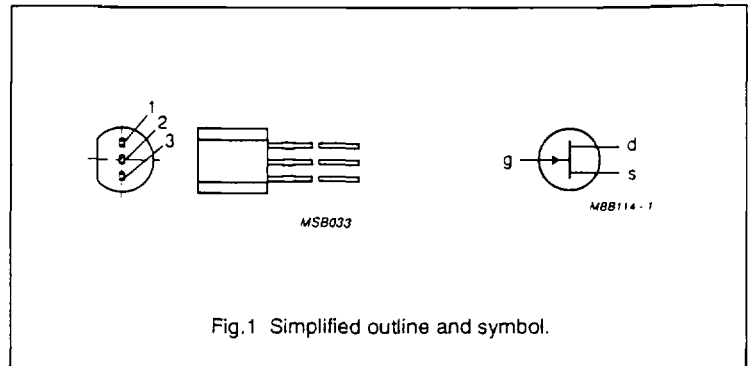 1
2
3
MSB033
g
d
s
MBB114 - 1
Fig.1 Simplified outline and symbol.